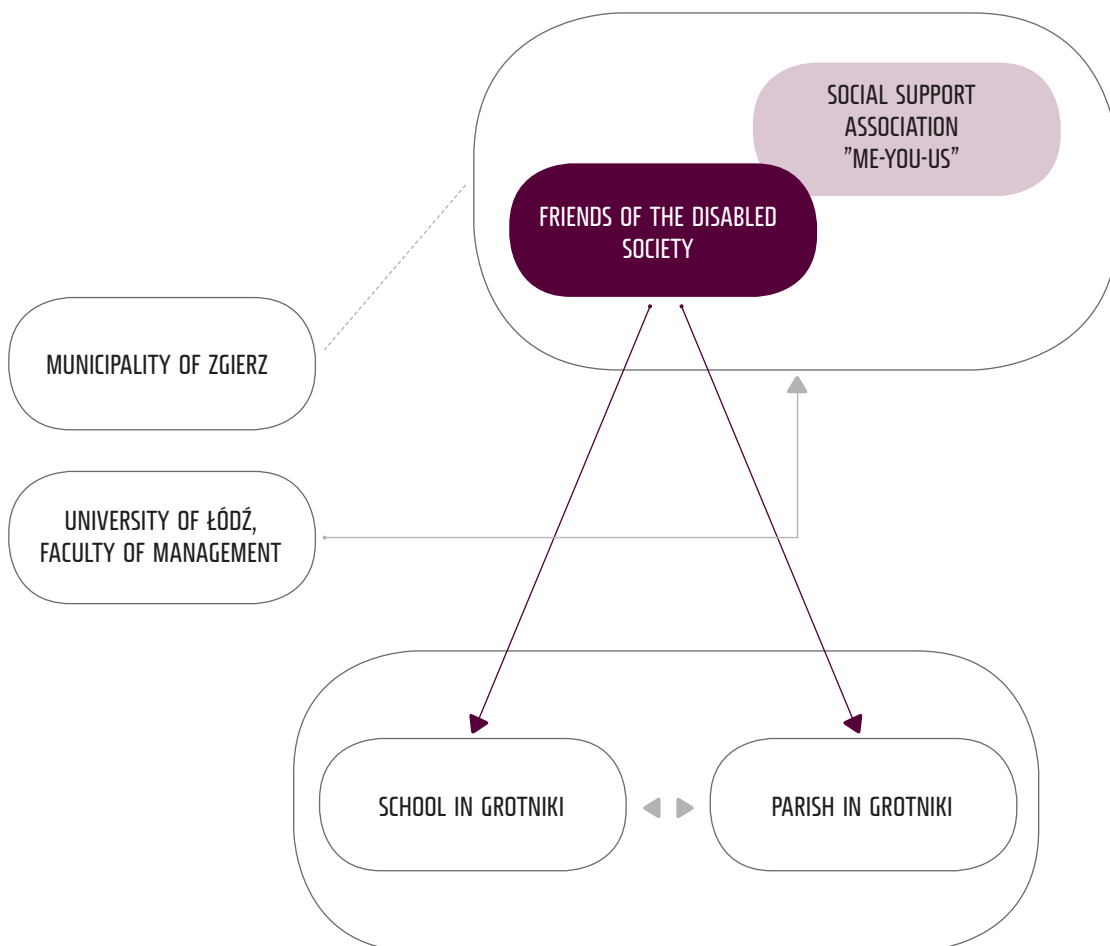 SOCIAL SUPPORT
ASSOCIATION
”ME-YOU-US”
FRIENDS OF THE DISABLED
SOCIETY
MUNICIPALITY OF ZGIERZ
UNIVERSITY OF ŁÓDŹ,
FACULTY OF MANAGEMENT
SCHOOL IN GROTNIKI
PARISH IN GROTNIKI